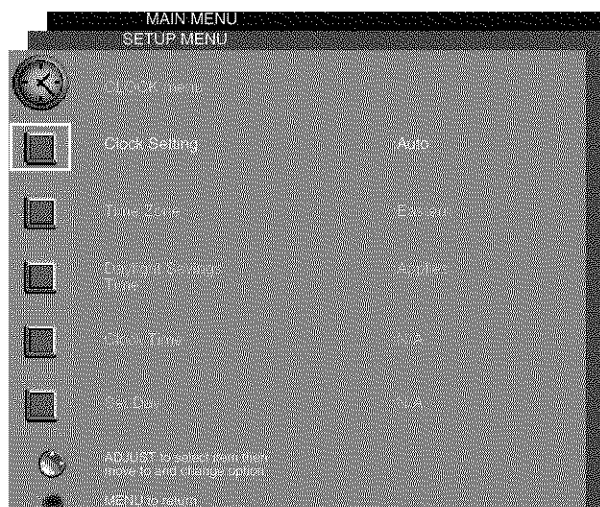 MAIN MENU
SETUP MENU
CLOCK menu
Clock Setting Auto
Time Zone Eastern
Daylight Savings Applies
Time
Clock Time N/A
Set Day N/A
ADJUST to select item then
move to and change option
MENU to return